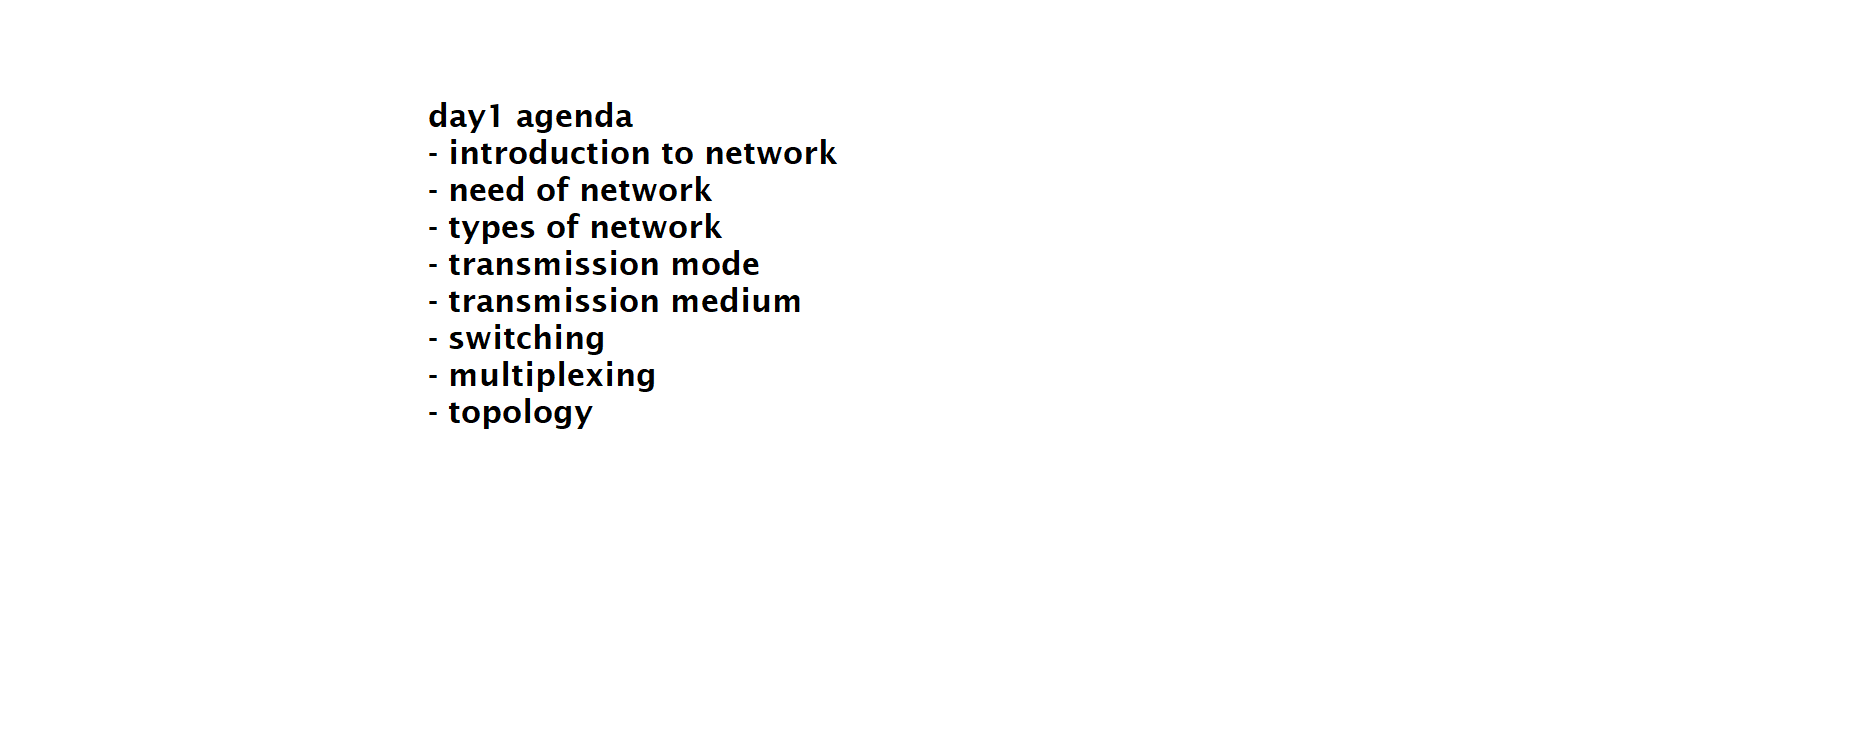 day1 agenda
- introduction to network
- need of network
- types of network
- transmission mode
- transmission medium
- switching
- multiplexing
- topology